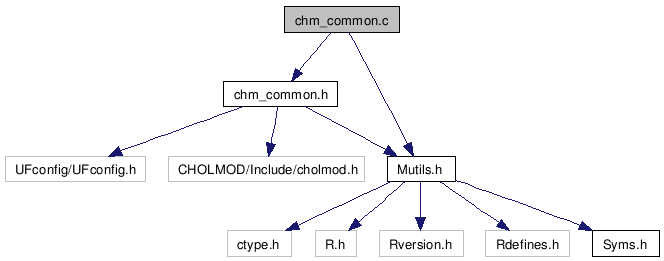 chm_common.c
chm_common.h
UFconfig/UFconfig.h
CHOLMOD/Include/cholmod.h
Mutils.h
ctype.h
R.h
Rversion.h
Rdefines.h
Syms.h